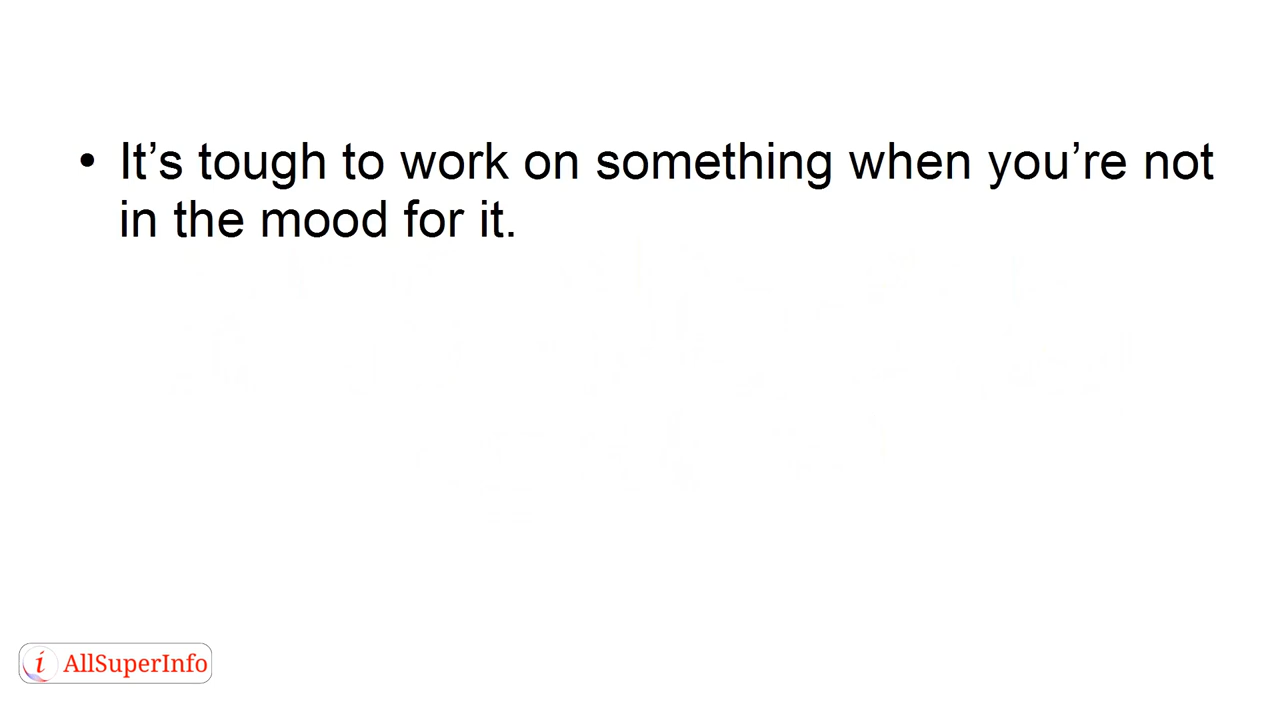 • It’s tough to work on something when you’re not
in the mood for it.
i AllSuperInfo